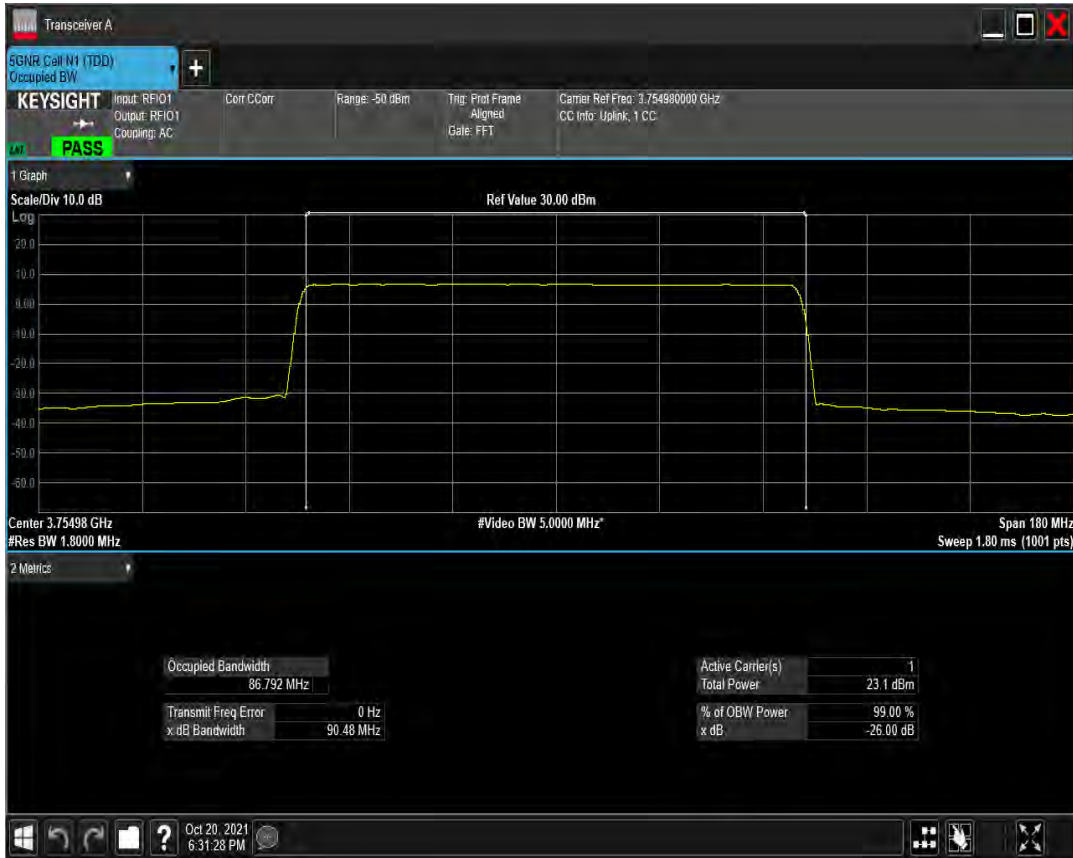 Transceiver A
5GNR Cell N1 (TDD)
Occupied BW
+
KEYSIGHT
Input: RFIO1
Output: RFIO1
Coupling: AC
Corr CCorr
Range: -50 dBm
Trig: Prot Frame
Aligned
Gate: FFT
Carrier Ref Freq: 3.754980000 GHz
CC Info: Uplink, 1 CC
PASS
1 Graph
Scale/Div 10.0 dB
Ref Value 30.00 dBm
Log
20.0
10.0
0.00
-10.0
-20.0
-30.0
-40.0
-50.0
-60.0
Center 3.75498 GHz
#Video BW 5.0000 MHz*
Span 180 MHz
#Res BW 1.8000 MHz
Sweep 1.80 ms (1001 pts)
2 Metrics
Occupied Bandwidth
86.792 MHz
Transmit Freq Error 0 Hz
x dB Bandwidth 90.48 MHz
Active Carrier(s) 1
Total Power 23.1 dBm
% of OBW Power 99.00 %
x dB -26.00 dB
?
Oct 20, 2021
6:31:28 PM